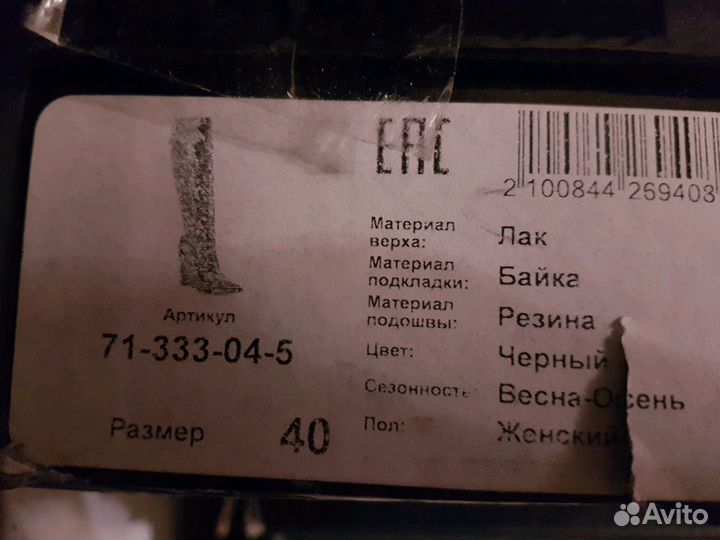 EAC
2 100844 269403
Материал верха: Лак
Материал подкладки: Байка
Материал подошвы: Резина
Артикул
71-333-04-5
Цвет: Черный
Сезонность: Весна-Осень
Размер 40
Пол: Женский
Avito